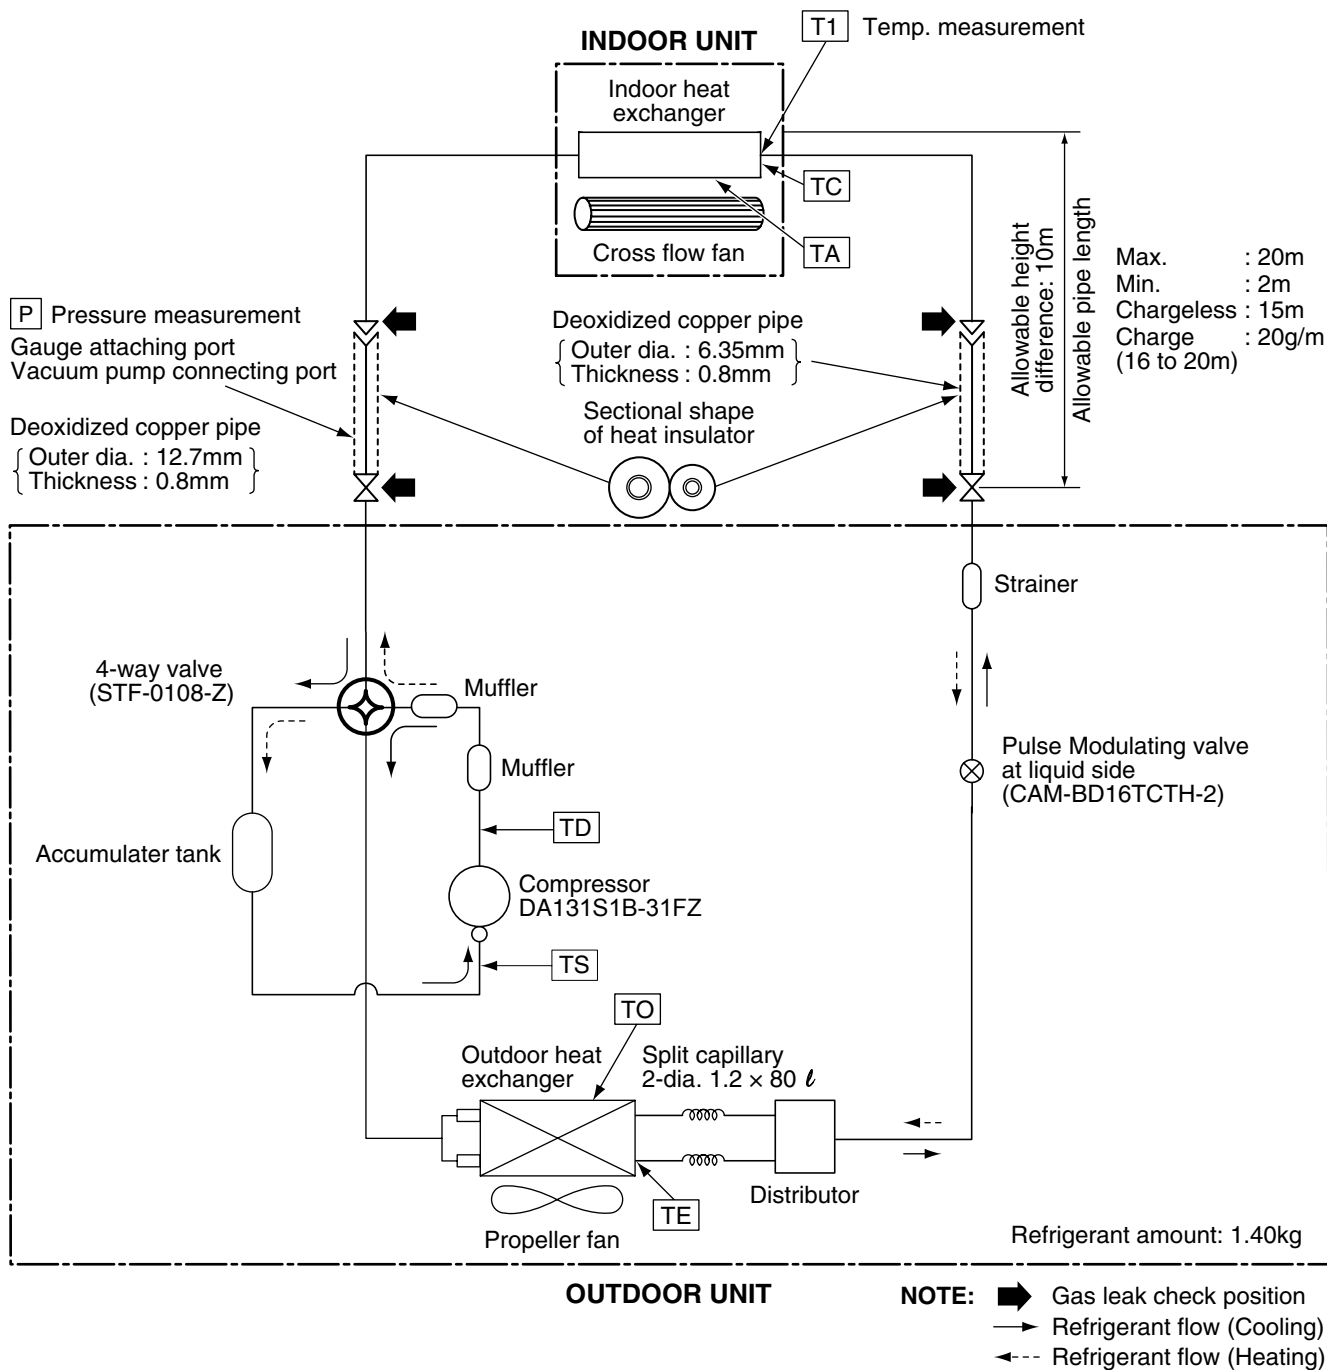 T1 Temp. measurement
INDOOR UNIT
Indoor heat
exchanger
TC
Cross flow fan
TA
Allowable height
difference: 10m
Allowable pipe length
Max. : 20m
Min. : 2m
Chargeless : 15m
Charge : 20g/m
(16 to 20m)
P Pressure measurement
Gauge attaching port
Vacuum pump connecting port
Deoxidized copper pipe
Outer dia. : 12.7mm
Thickness : 0.8mm
Deoxidized copper pipe
Outer dia. : 6.35mm
Thickness : 0.8mm
Sectional shape
of heat insulator
Strainer
4-way valve
(STF-0108-Z)
Muffler
Muffler
Pulse Modulating valve
at liquid side
(CAM-BD16TCTH-2)
TD
Accumulater tank
Compressor
DA131S1B-31FZ
TS
TO
Outdoor heat
exchanger
Split capillary
2-dia. 1.2 × 80 ℓ
TE
Distributor
Propeller fan
Refrigerant amount: 1.40kg
OUTDOOR UNIT
NOTE: Gas leak check position
Refrigerant flow (Cooling)
Refrigerant flow (Heating)